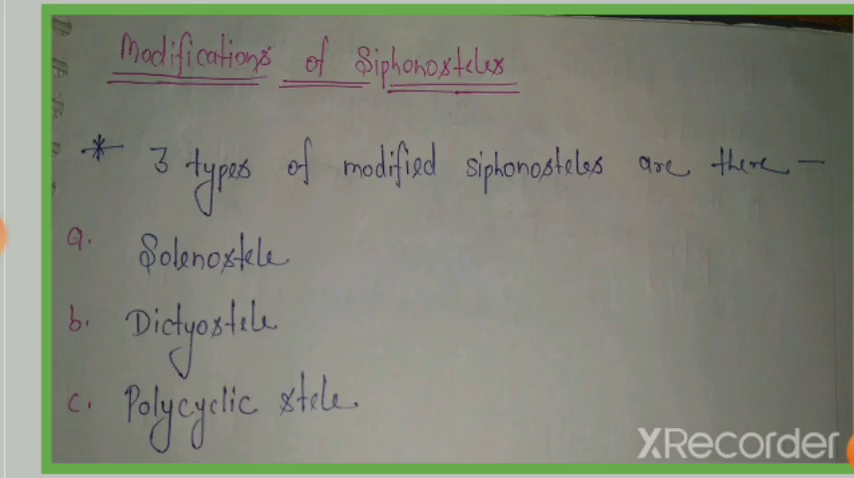 Modifications of Siphonosteles
* 3 types of modified siphonosteles are there –
a. Solenostele
b. Dictyostele
c. Polycyclic stele
XRecorder